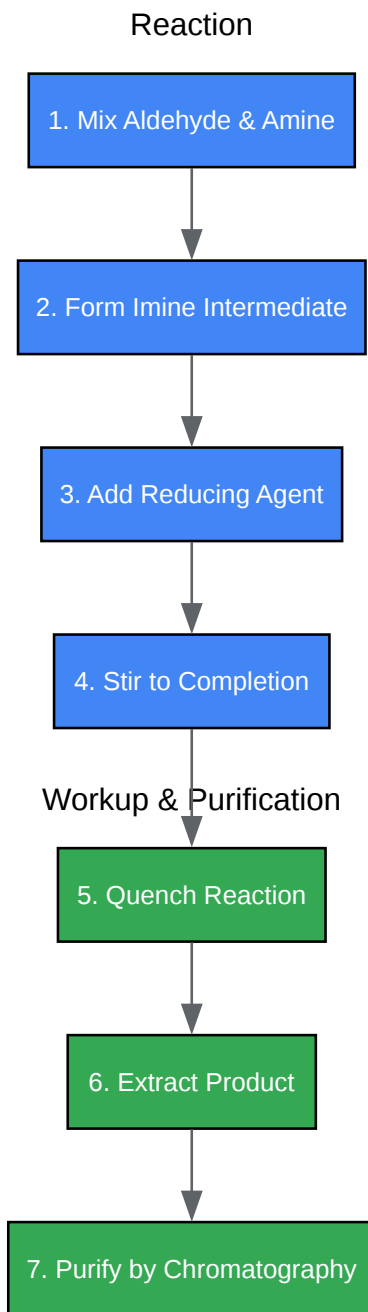 Reaction
1. Mix Aldehyde & Amine
2. Form Imine Intermediate
3. Add Reducing Agent
4. Stir to Completion
Workup & Purification
5. Quench Reaction
6. Extract Product
7. Purify by Chromatography